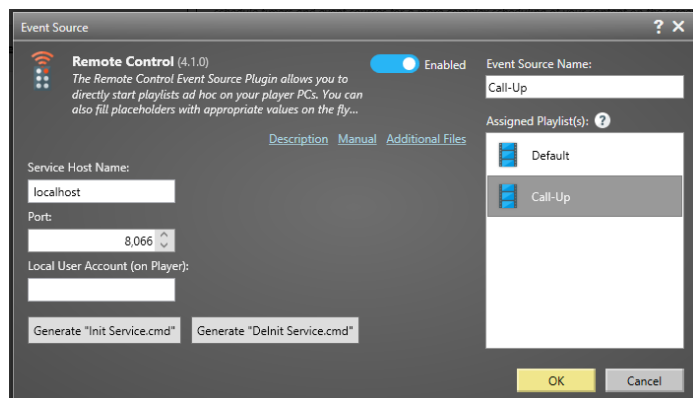 Event Source
? ×
Remote Control (4.1.0)
The Remote Control Event Source Plugin allows you to
directly start playlists ad hoc on your player PCs. You can
also fill placeholders with appropriate values on the fly...
Enabled
Description Manual Additional Files
Service Host Name:
localhost
Port:
8,066
Local User Account (on Player):
Generate "Init Service.cmd" Generate "DeInit Service.cmd"
Event Source Name:
Call-Up
Assigned Playlist(s): ?
Default
Call-Up
OK Cancel